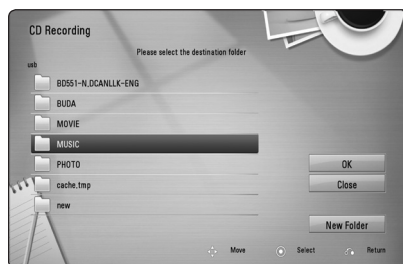 CD Recording
Please select the destination folder
usb
BD551-N,DCANLLK-ENG
BUDA
MOVIE
MUSIC
PHOTO
cache.tmp
new
OK
Close
New Folder
Move Select Return